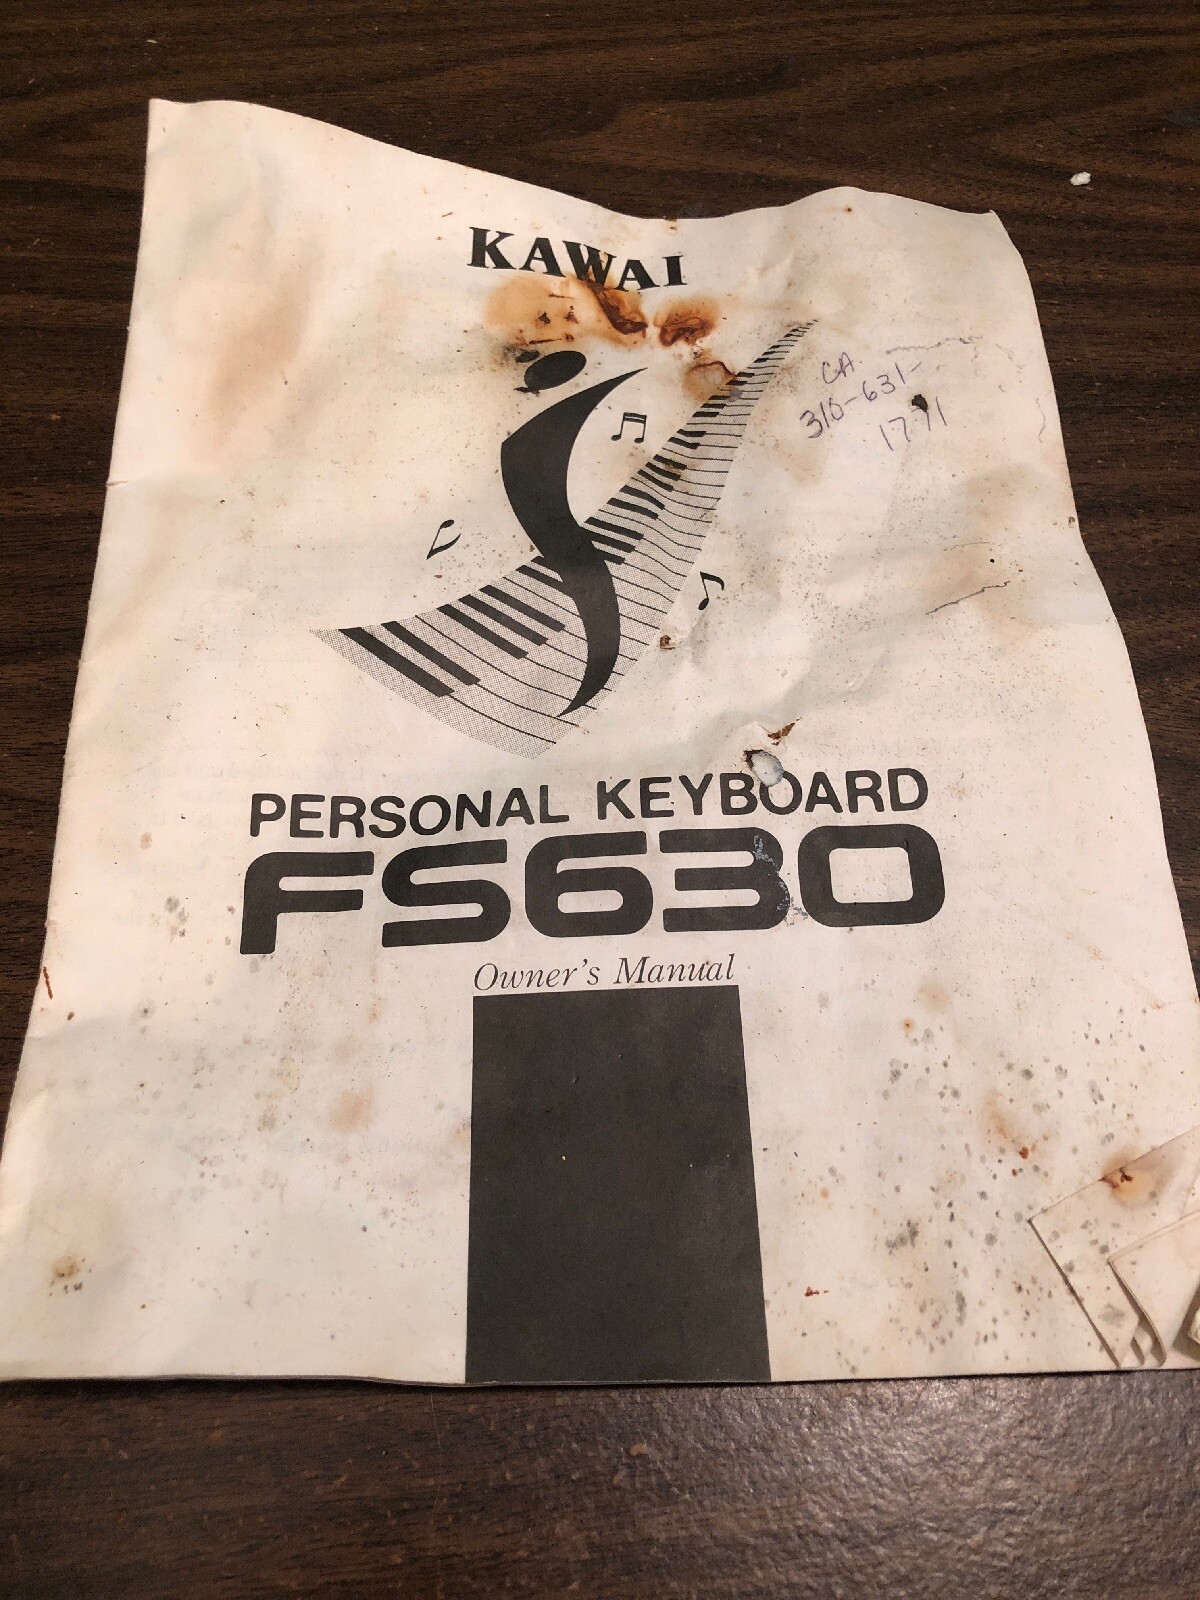 KAWAI
CA.
310-631-
1771
PERSONAL KEYBOARD
FS630
Owner's Manual